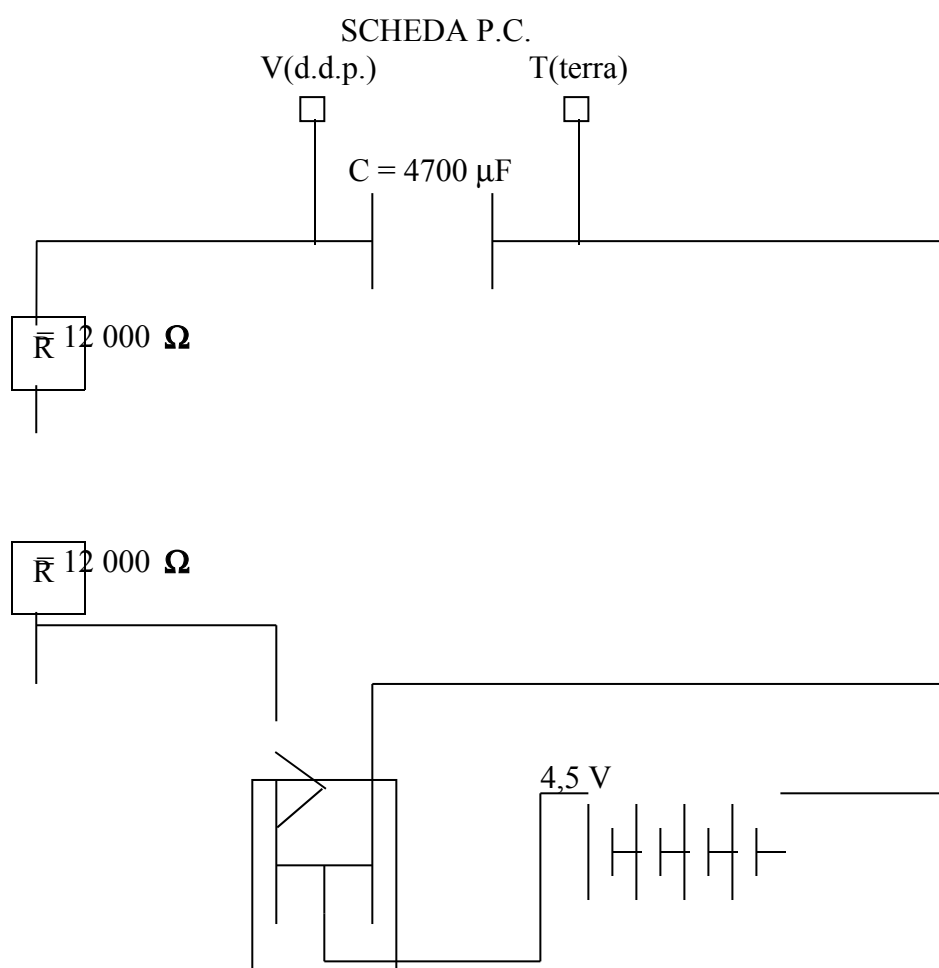 SCHEDA P.C.
V(d.d.p.) T(terra)
C = 4700 μF
R = 12 000 Ω
R = 12 000 Ω
4,5 V